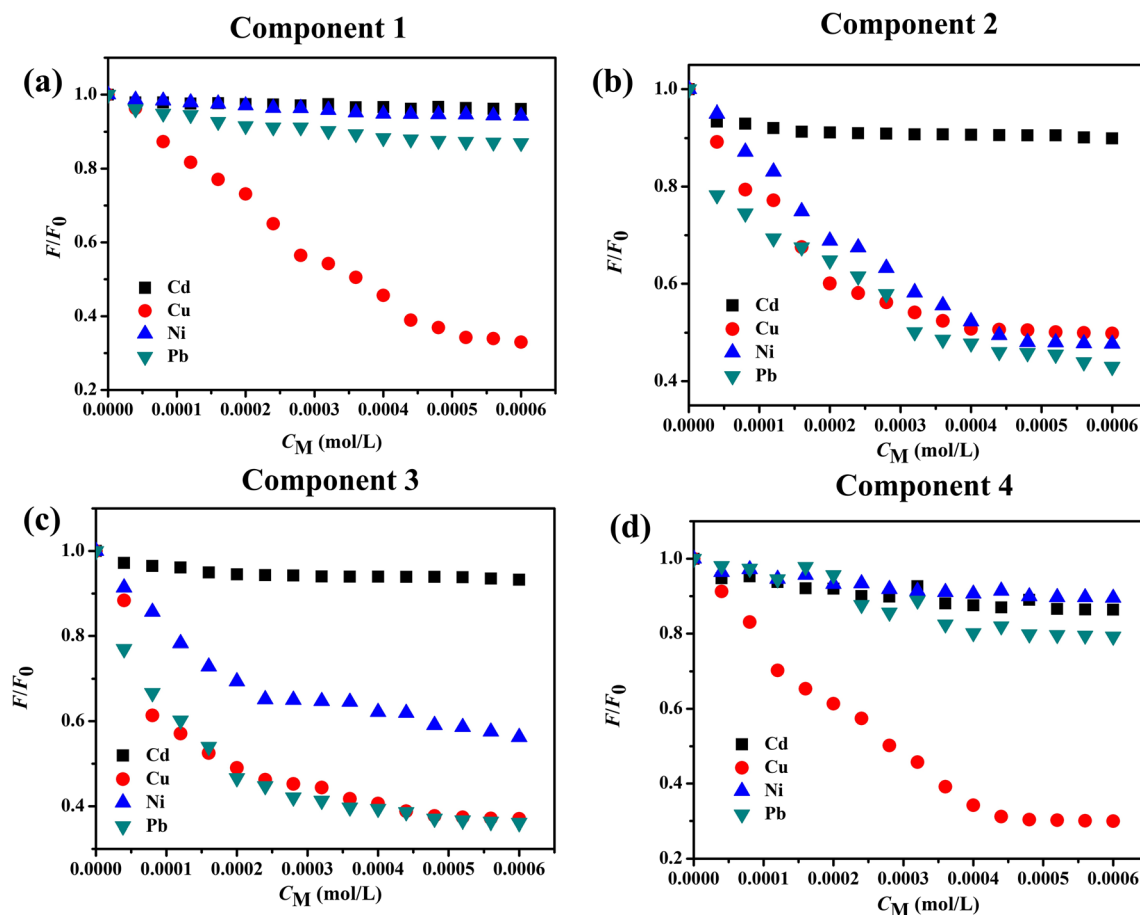 Component 1
(a)
1.0
0.8
0.6
0.4
0.2
F/F0
Cd
Cu
Ni
Pb
0.0000 0.0001 0.0002 0.0003 0.0004 0.0005 0.0006
CM (mol/L)
Component 2
(b)
1.0
0.8
0.6
0.4
F/F0
Cd
Cu
Ni
Pb
0.0000 0.0001 0.0002 0.0003 0.0004 0.0005 0.0006
CM (mol/L)
Component 3
(c)
1.0
0.8
0.6
0.4
F/F0
Cd
Cu
Ni
Pb
0.0000 0.0001 0.0002 0.0003 0.0004 0.0005 0.0006
CM (mol/L)
Component 4
(d)
1.0
0.8
0.6
0.4
0.2
F/F0
Cd
Cu
Ni
Pb
0.0000 0.0001 0.0002 0.0003 0.0004 0.0005 0.0006
CM (mol/L)